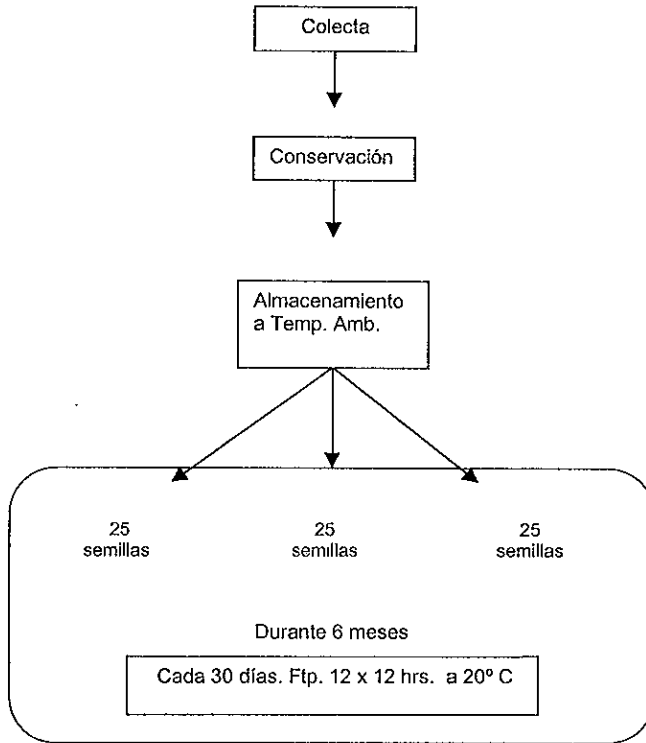 Colecta
Conservación
Almacenamiento
a Temp. Amb.
25 25 25
semillas semillas semillas
Durante 6 meses
Cada 30 días. Ftp. 12 x 12 hrs. a 20º C